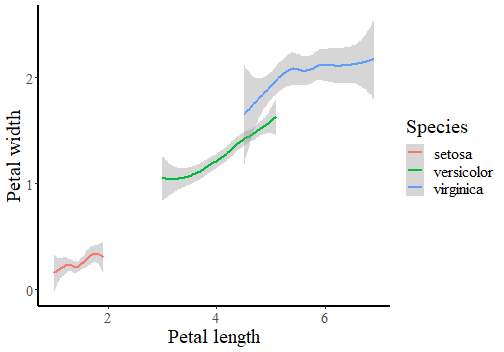 Petal width
2
1
0
2
4
6
Petal length
Species
setosa
versicolor
virginica